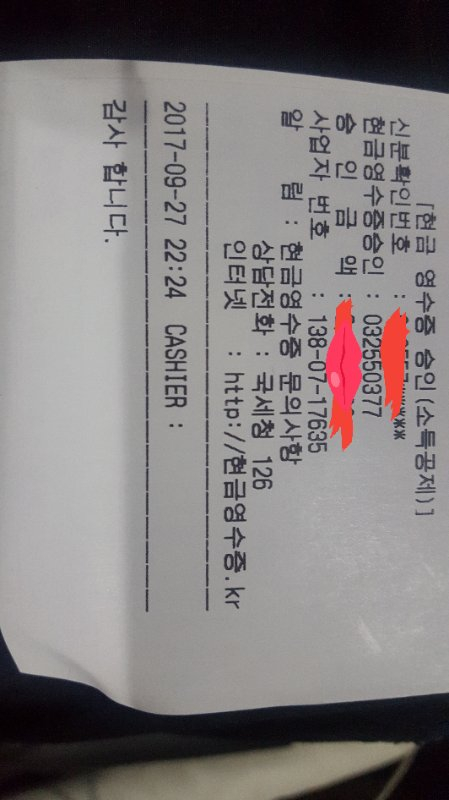 [현금 영수증 승인(소득공제)]
신분확인번호 :
현금영수증승인 : 032550377
승 인 금 액 :
사업자 번호 : 138-07-17635
알 림 : 현금영수증 문의사항
상담전화 : 국세청 126
인터넷 : http://현금영수증.kr
2017-09-27 22:24 CASHIER :
감사 합니다.